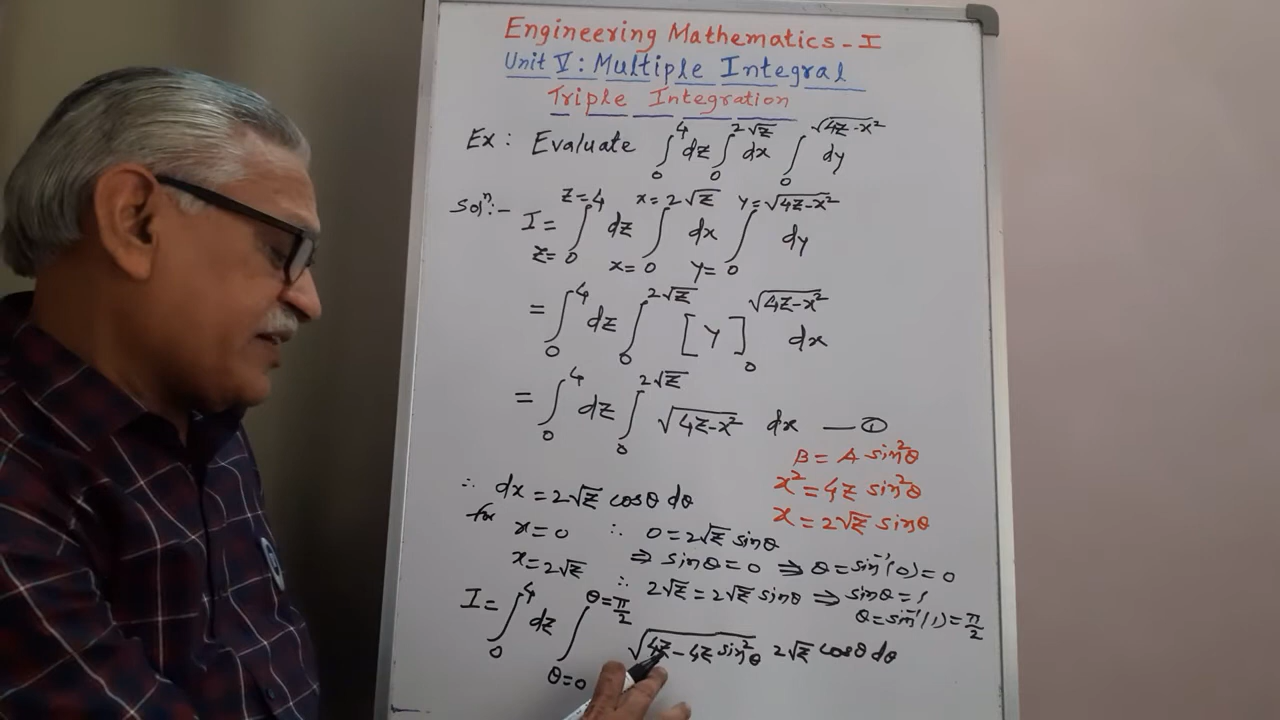 Engineering Mathematics - I
Unit V : Multiple Integral
Triple Integration
Ex : Evaluate ∫₀⁴ dz ∫₀^{2√z} dx ∫₀^{√(4z-x²)} dy
Solⁿ:- I = ∫_{z=0}^{z=4} dz ∫_{x=0}^{x=2√z} dx ∫_{y=0}^{y=√(4z-x²)} dy
= ∫₀⁴ dz ∫₀^{2√z} [y]₀^{√(4z-x²)} dx
= ∫₀⁴ dz ∫₀^{2√z} √(4z-x²) dx —①
B = A sin²θ
x² = 4z sin²θ
x = 2√z sinθ
∴ dx = 2√z cosθ dθ
for x = 0 ∴ 0 = 2√z sinθ
⇒ sinθ = 0 ⇒ θ = sin⁻¹(0) = 0
x = 2√z ∴ 2√z = 2√z sinθ ⇒ sinθ = 1
θ = sin⁻¹(1) = π/2
I = ∫₀⁴ dz ∫_{θ=0}^{θ=π/2} √(4z-4z sin²θ) 2√z cosθ dθ